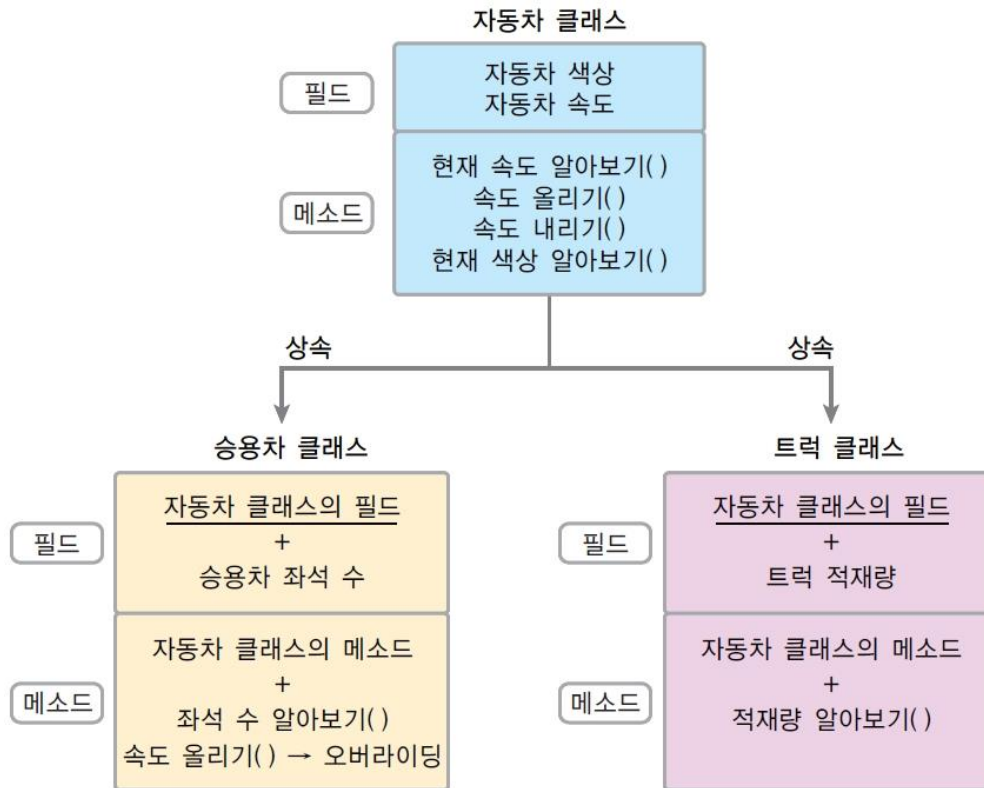 자동차 클래스
필드
자동차 색상
자동차 속도
메소드
현재 속도 알아보기( )
속도 올리기( )
속도 내리기( )
현재 색상 알아보기( )
상속
상속
승용차 클래스
필드
자동차 클래스의 필드
+
승용차 좌석 수
메소드
자동차 클래스의 메소드
+
좌석 수 알아보기( )
속도 올리기( ) → 오버라이딩
트럭 클래스
필드
자동차 클래스의 필드
+
트럭 적재량
메소드
자동차 클래스의 메소드
+
적재량 알아보기( )